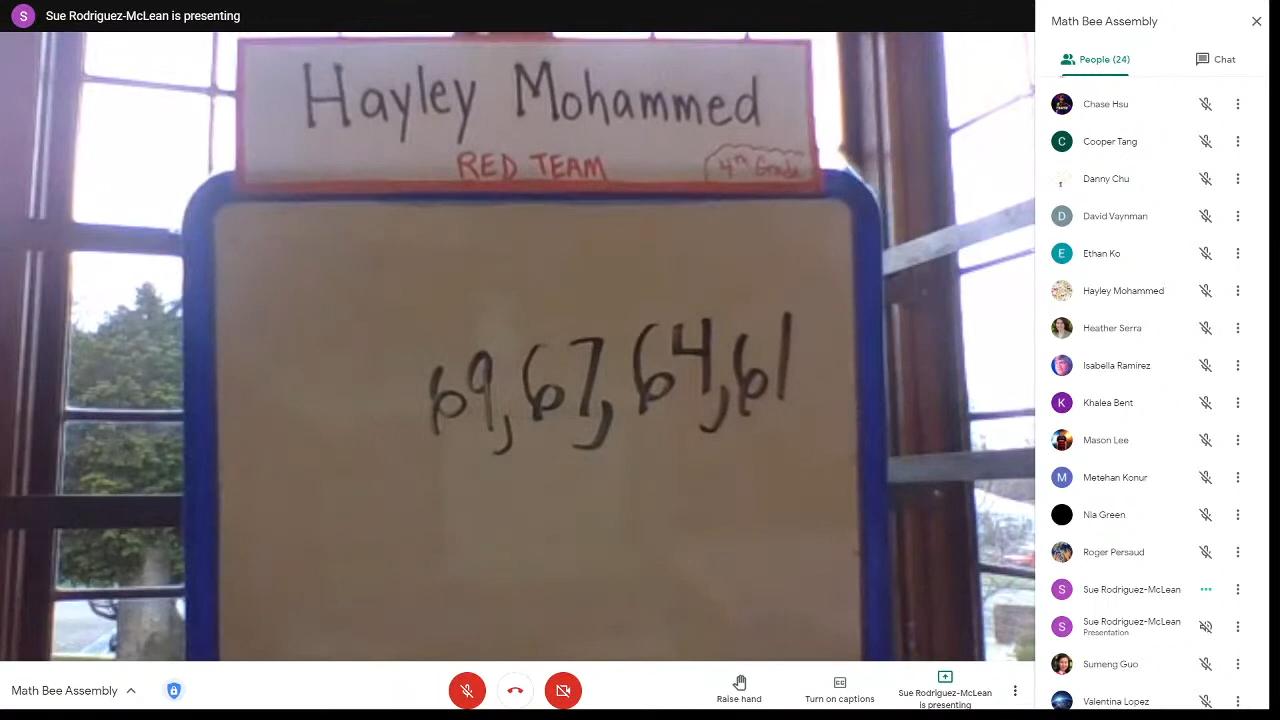 S Sue Rodriguez-McLean is presenting
Hayley Mohammed
RED TEAM
4th Grade
69, 67, 64, 61
Math Bee Assembly
People (24)
Chat
Chase Hsu
C Cooper Tang
Danny Chu
D David Vaynman
E Ethan Ko
Hayley Mohammed
Heather Serra
Isabella Ramirez
K Khalea Bent
Mason Lee
M Metehan Konur
Nia Green
Roger Persaud
S Sue Rodriguez-McLean
S Sue Rodriguez-McLean
Presentation
Sumeng Guo
Valentina Lopez
Math Bee Assembly
Raise hand
CC
Turn on captions
Sue Rodriguez-McLean
is presenting